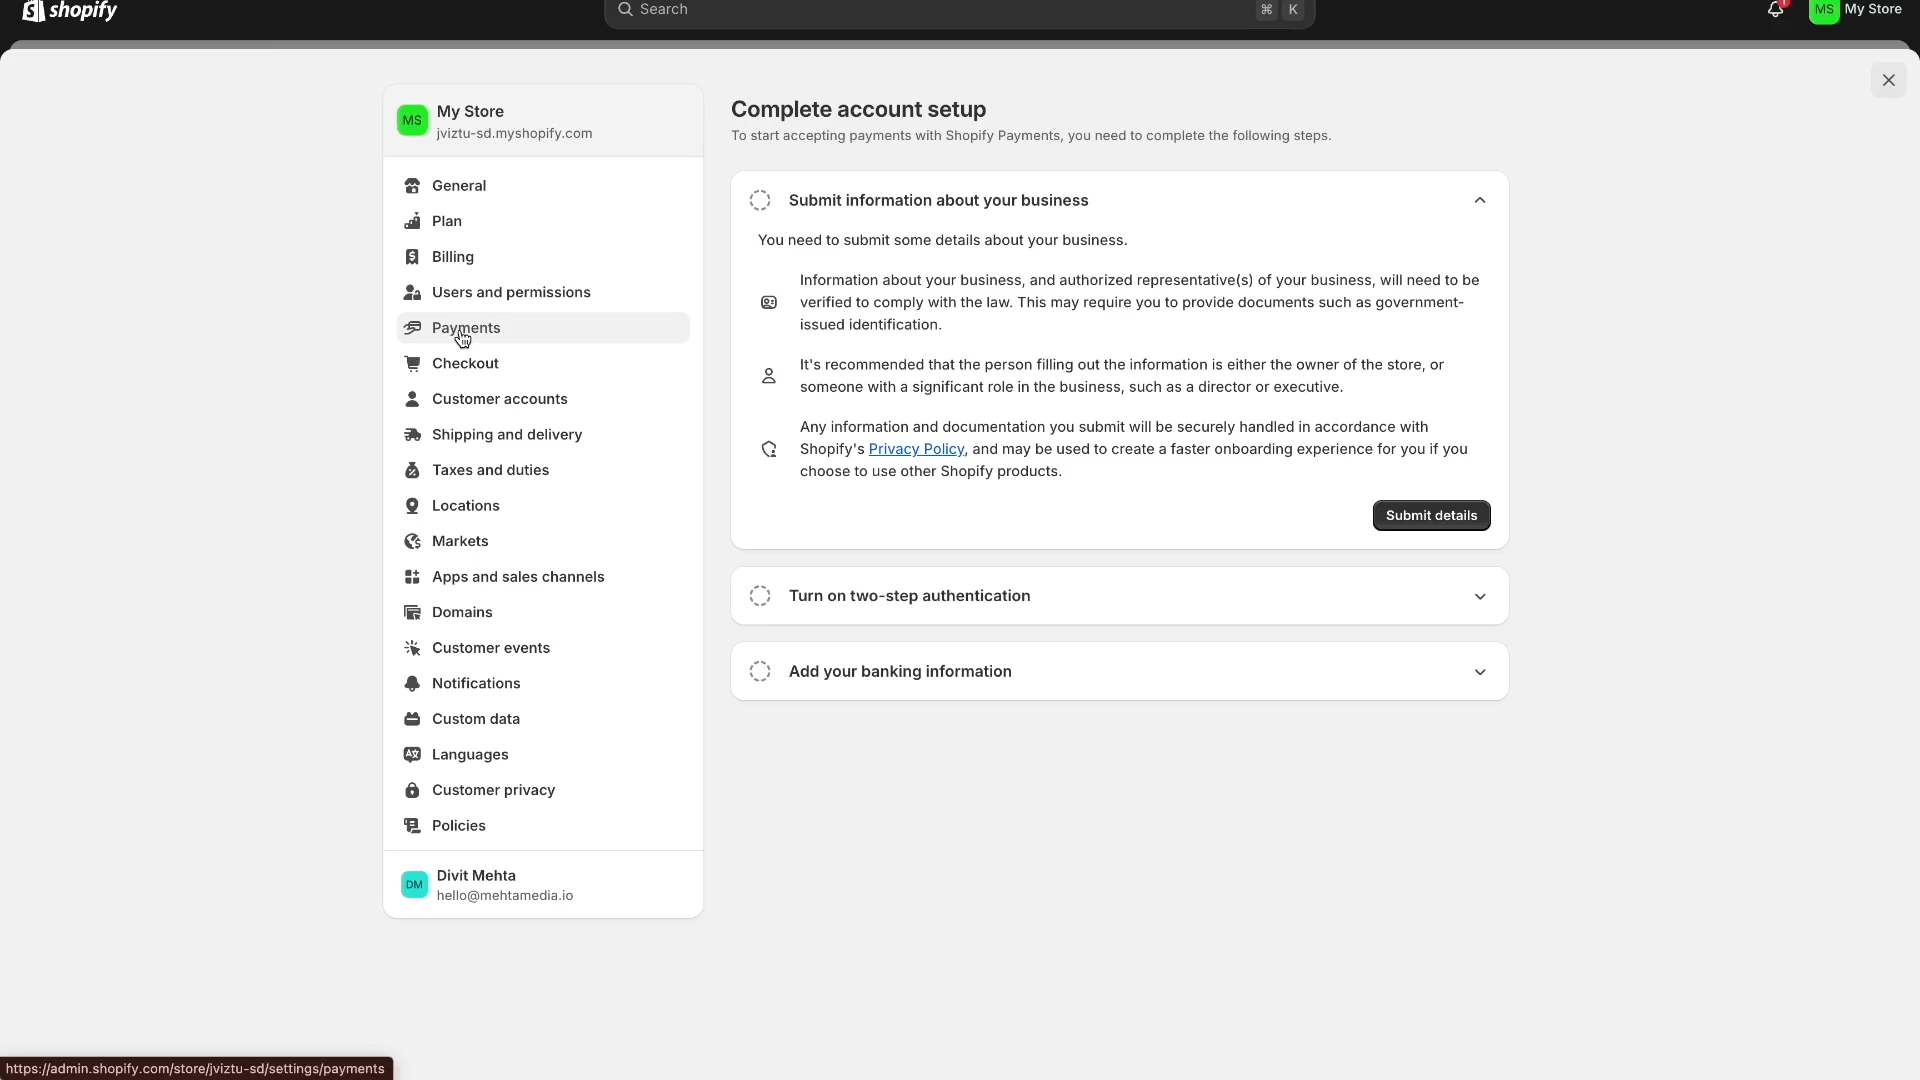 shopify
Search
⌘ K
1
MS My Store
MS
My Store
jviztu-sd.myshopify.com
General
Plan
Billing
Users and permissions
Payments
Checkout
Customer accounts
Shipping and delivery
Taxes and duties
Locations
Markets
Apps and sales channels
Domains
Customer events
Notifications
Custom data
Languages
Customer privacy
Policies
DM
Divit Mehta
hello@mehtamedia.io
Complete account setup
To start accepting payments with Shopify Payments, you need to complete the following steps.
Submit information about your business
You need to submit some details about your business.
Information about your business, and authorized representative(s) of your business, will need to be
verified to comply with the law. This may require you to provide documents such as government-
issued identification.
It's recommended that the person filling out the information is either the owner of the store, or
someone with a significant role in the business, such as a director or executive.
Any information and documentation you submit will be securely handled in accordance with
Shopify's Privacy Policy, and may be used to create a faster onboarding experience for you if you
choose to use other Shopify products.
Submit details
Turn on two-step authentication
Add your banking information
https://admin.shopify.com/store/jviztu-sd/settings/payments